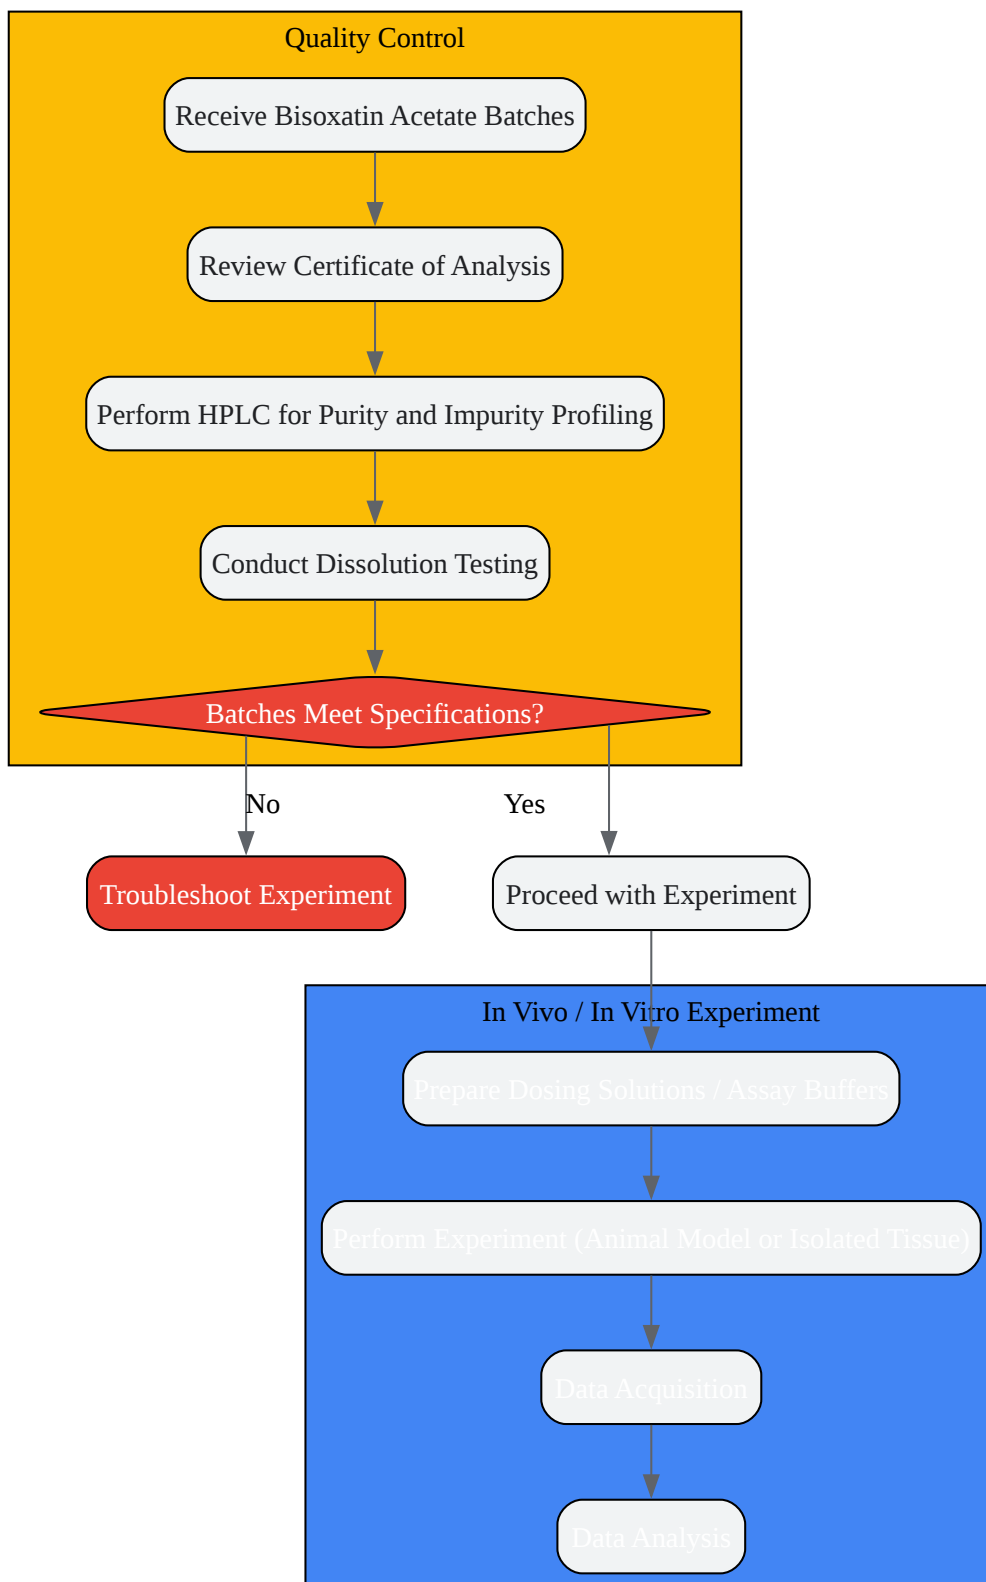 Quality Control
Receive Bisoxatin Acetate Batches
Review Certificate of Analysis
Perform HPLC for Purity and Impurity Profiling
Conduct Dissolution Testing
Batches Meet Specifications?
No
Yes
Troubleshoot Experiment
Proceed with Experiment
In Vivo / In Vitro Experiment
Prepare Dosing Solutions / Assay Buffers
Perform Experiment (Animal Model or Isolated Tissue)
Data Acquisition
Data Analysis